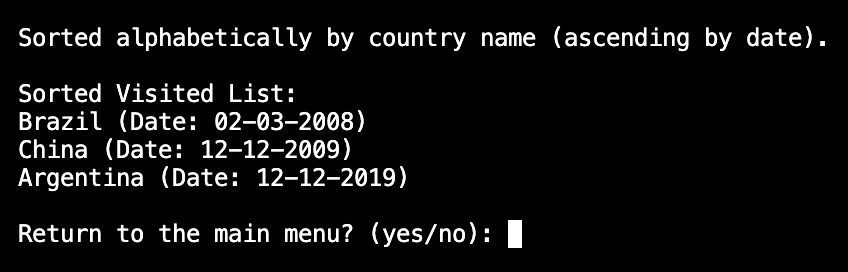 Sorted alphabetically by country name (ascending by date).
Sorted Visited List:
Brazil (Date: 02-03-2008)
China (Date: 12-12-2009)
Argentina (Date: 12-12-2019)
Return to the main menu? (yes/no):